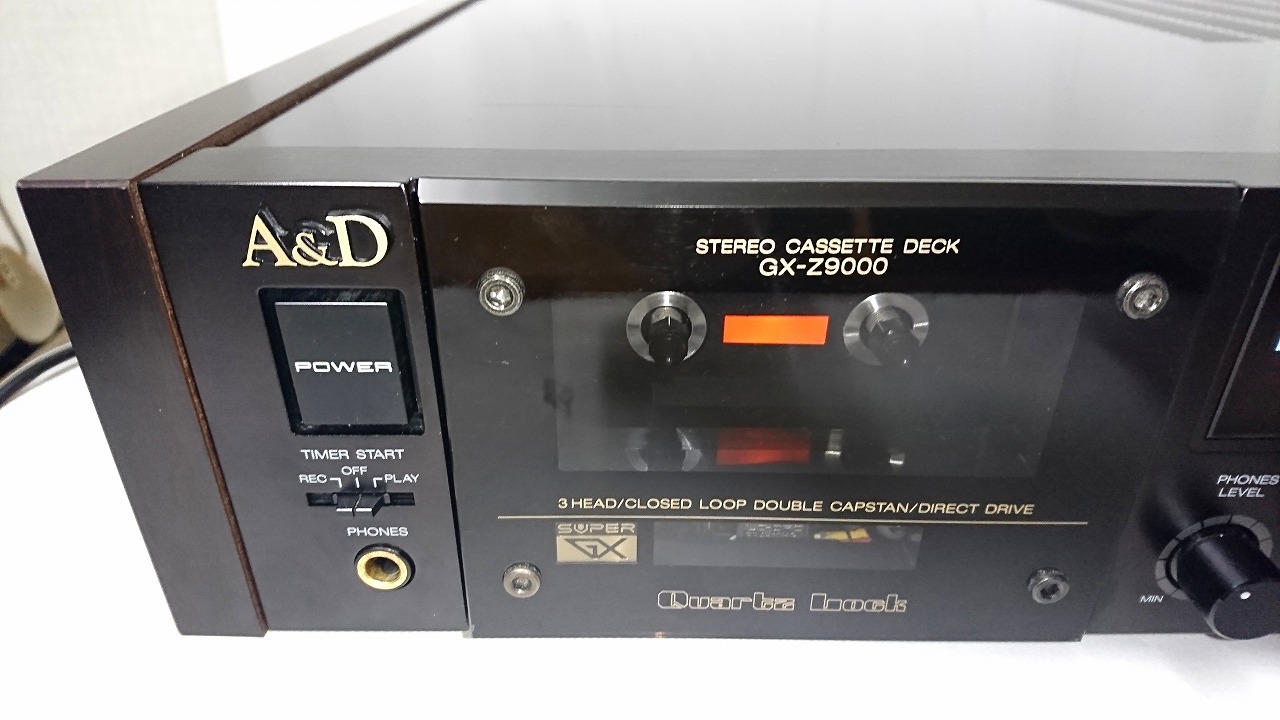 A&D
POWER
TIMER START
OFF
REC PLAY
PHONES
STEREO CASSETTE DECK
GX-Z9000
3 HEAD/CLOSED LOOP DOUBLE CAPSTAN/DIRECT DRIVE
SUPER
GX
Quartz Lock
PHONES
LEVEL
MIN